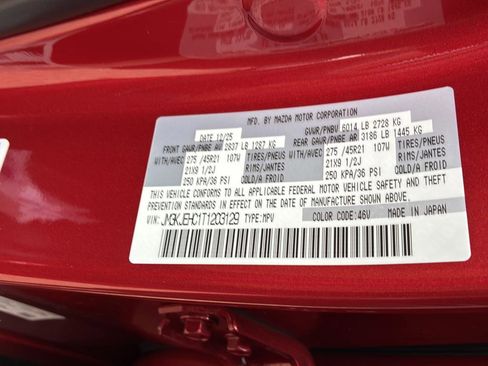 MFD. BY MAZDA MOTOR CORPORATION
DATE 12/25 GVWR/PNBV 6014 LB 2728 KG
FRONT GAWR/PNBE AV 2837 LB 1287 KG REAR GAWR/PNBE AR 3186 LB 1445 KG
WITH/AVEC 275 /45R21 107W TIRES/PNEUS WITH/AVEC 275 /45R21 107W TIRES/PNEUS
21X9 1/2J RIMS/JANTES 21X9 1/2J RIMS/JANTES
250 KPA/36 PSI COLD/A FROID 250 KPA/36 PSI COLD/A FROID
THIS VEHICLE CONFORMS TO ALL APPLICABLE FEDERAL MOTOR VEHICLE SAFETY AND THEFT
PREVENTION STANDARDS IN EFFECT ON THE DATE OF MANUFACTURE SHOWN ABOVE.
VIN: JM3KJEHC1T1203129 TYPE:MPV COLOR CODE:46V MADE IN JAPAN